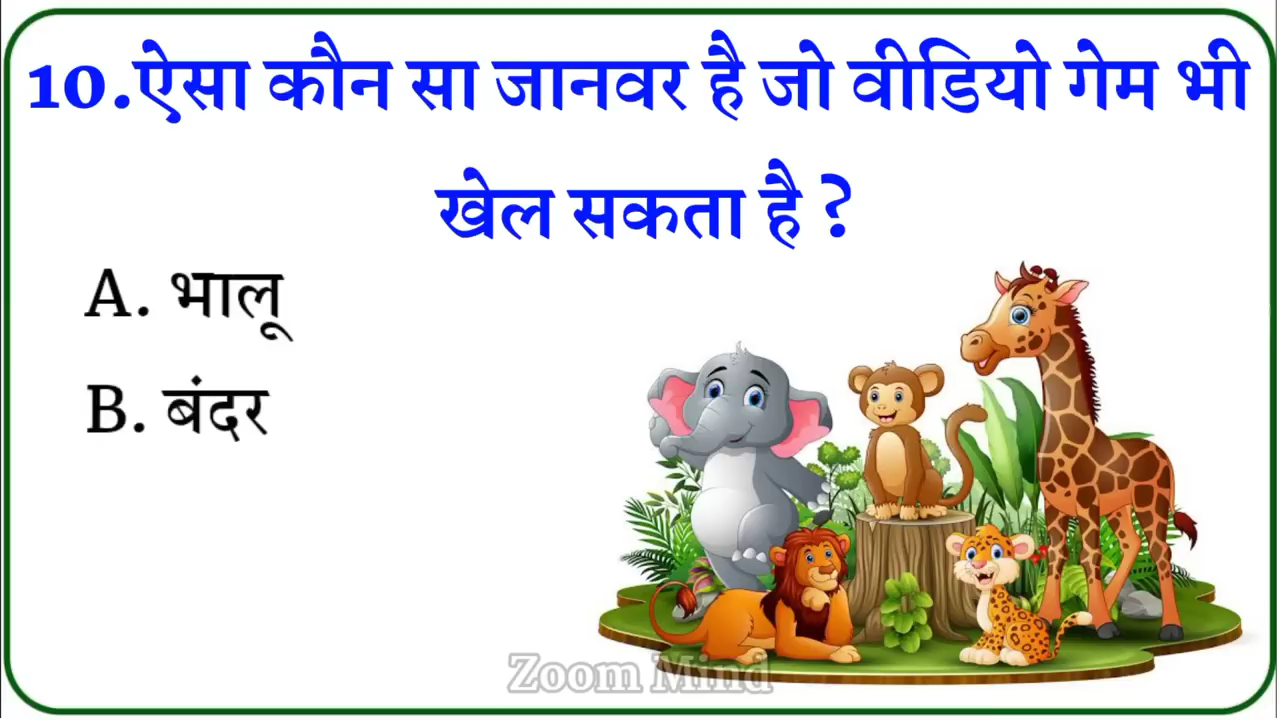 10.ऐसा कौन सा जानवर है जो वीडियो गेम भी
खेल सकता है ?
A. भालू
B. बंदर
Zoom Mind